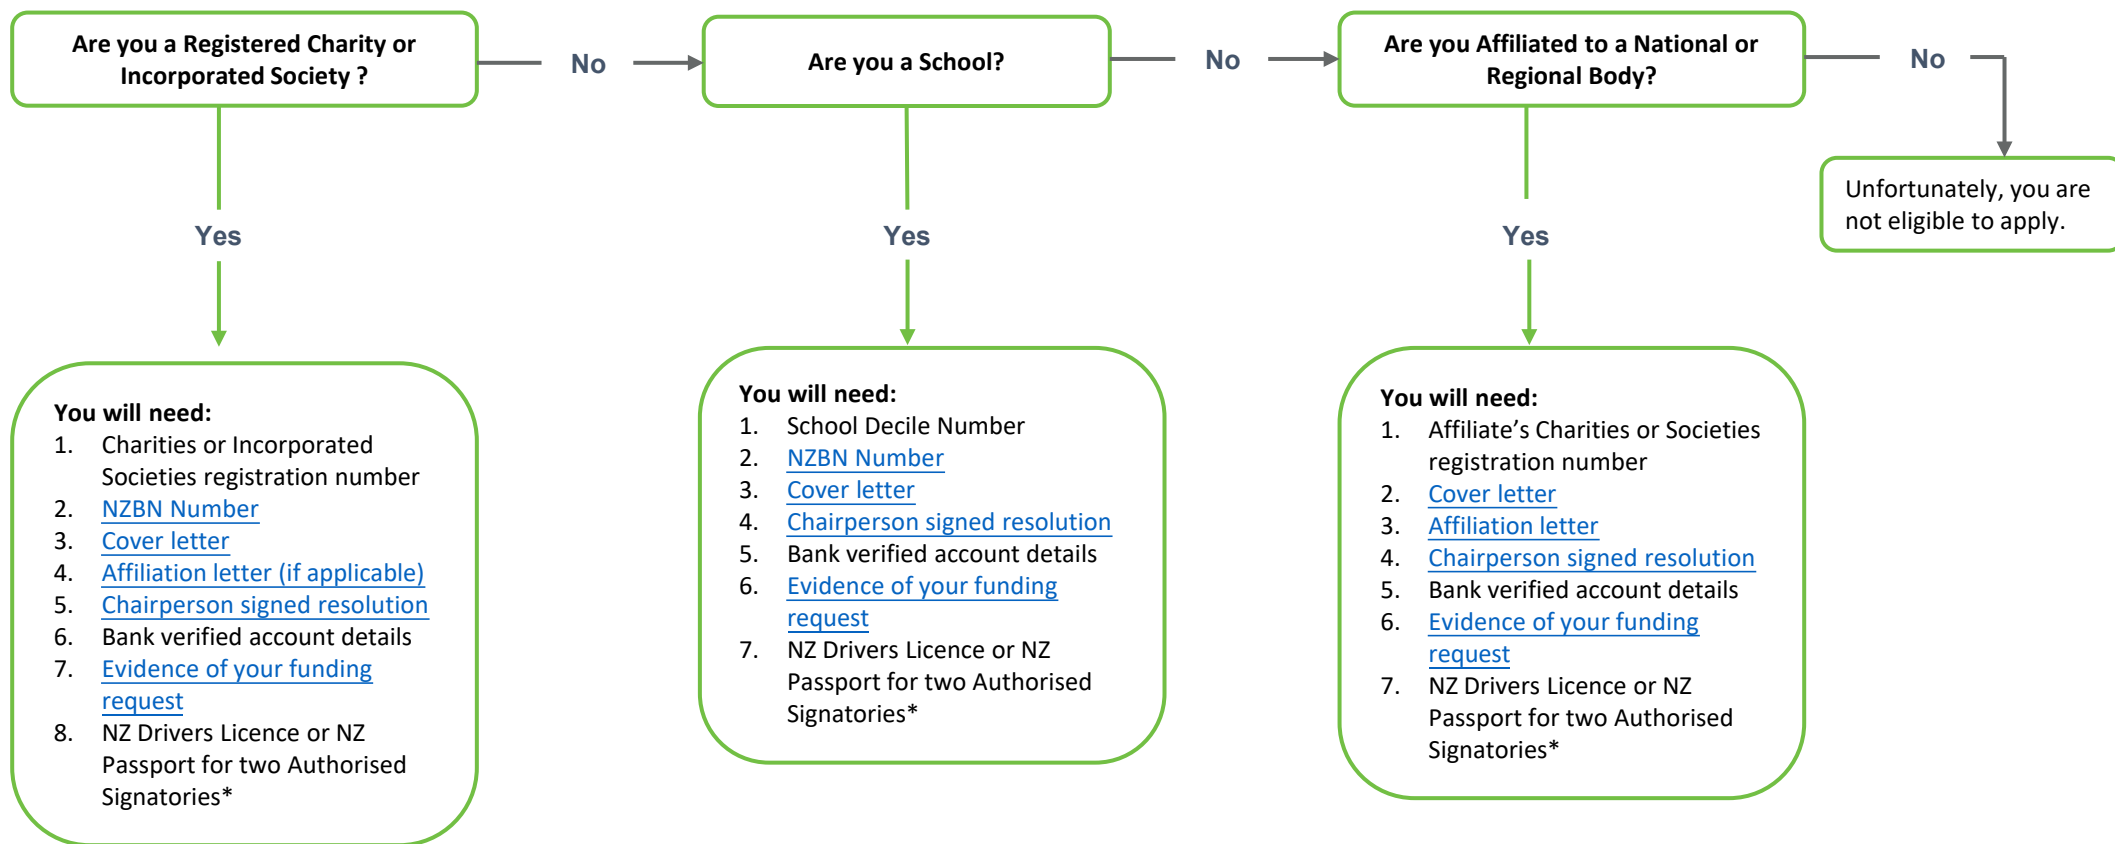 Are you a Registered Charity or
Incorporated Society ?
No
Are you a School?
No
Are you Affiliated to a National or
Regional Body?
No
Unfortunately, you are
not eligible to apply.
Yes
Yes
Yes
You will need:
1. Charities or Incorporated
Societies registration number
2. NZBN Number
3. Cover letter
4. Affiliation letter (if applicable)
5. Chairperson signed resolution
6. Bank verified account details
7. Evidence of your funding
request
8. NZ Drivers Licence or NZ
Passport for two Authorised
Signatories*
You will need:
1. School Decile Number
2. NZBN Number
3. Cover letter
4. Chairperson signed resolution
5. Bank verified account details
6. Evidence of your funding
request
7. NZ Drivers Licence or NZ
Passport for two Authorised
Signatories*
You will need:
1. Affiliate’s Charities or Societies
registration number
2. Cover letter
3. Affiliation letter
4. Chairperson signed resolution
5. Bank verified account details
6. Evidence of your funding
request
7. NZ Drivers Licence or NZ
Passport for two Authorised
Signatories*